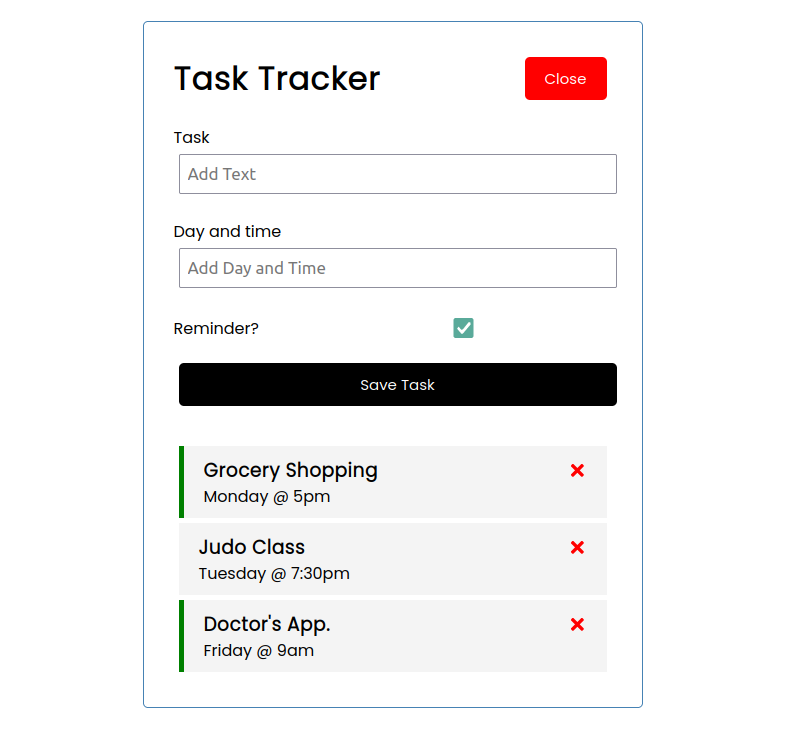 Task Tracker
Close
Task
Add Text
Day and time
Add Day and Time
Reminder?
Save Task
Grocery Shopping
Monday @ 5pm
Judo Class
Tuesday @ 7:30pm
Doctor's App.
Friday @ 9am